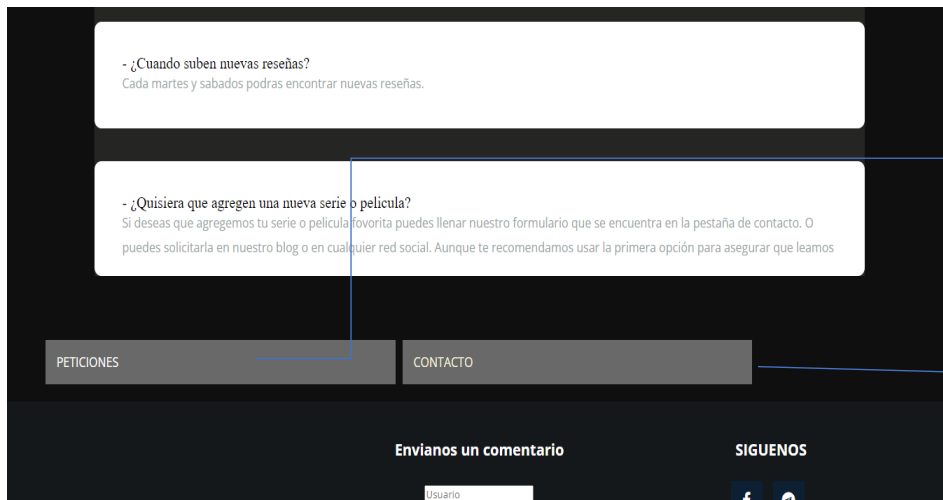 - ¿Cuando suben nuevas reseñas?
Cada martes y sabados podras encontrar nuevas reseñas.
- ¿Quisiera que agregen una nueva serie o pelicula?
Si deseas que agregemos tu serie o pelicula fovorita puedes llenar nuestro formulario que se encuentra en la pestaña de contacto. O
puedes solicitarla en nuestro blog o en cualquier red social. Aunque te recomendamos usar la primera opción para asegurar que leamos
PETICIONES
CONTACTO
Envianos un comentario
SIGUENOS
Usuario